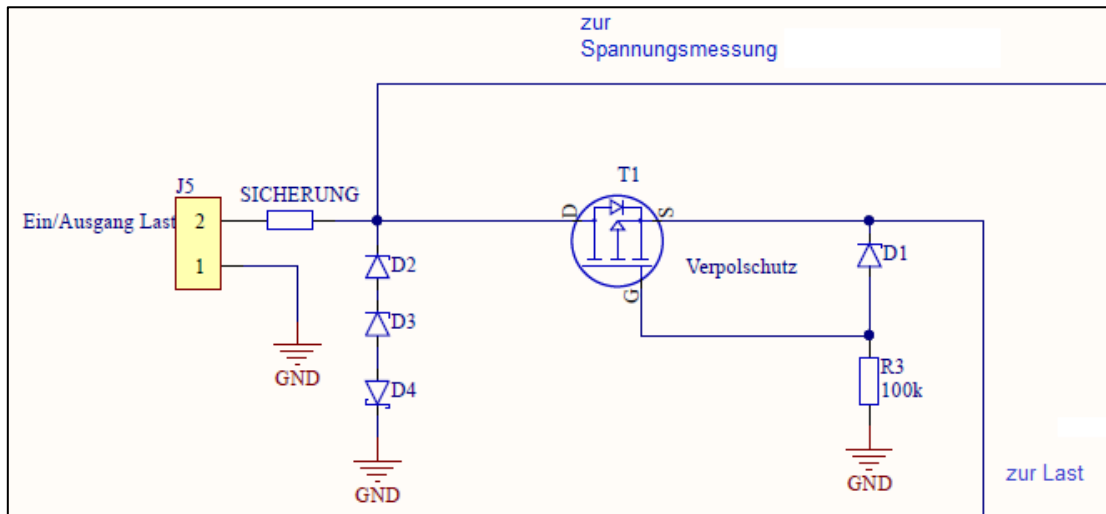 zur
Spannungsmessung
T1
J5
SICHERUNG
D
S
Ein/Ausgang Last
2
D2
D1
1
Verpolschutz
G
D3
GND
R3
100k
D4
GND
GND
zur Last